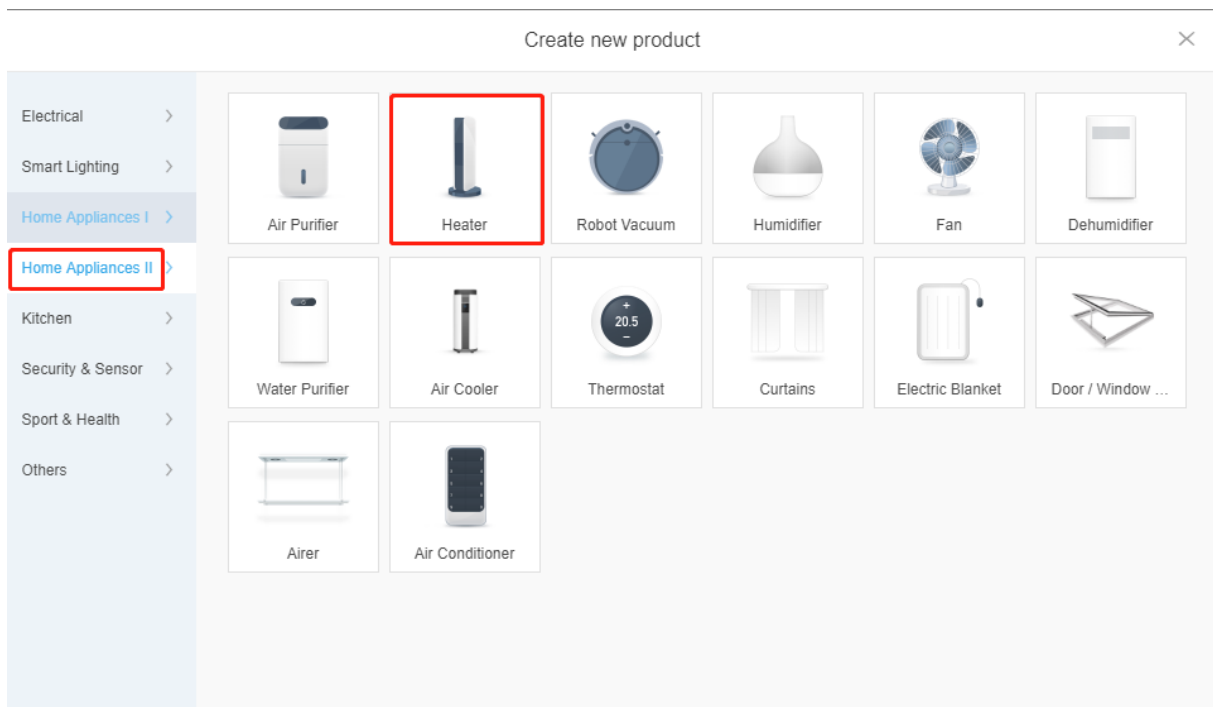 Create new product
Electrical
Smart Lighting
Home Appliances I
Home Appliances II
Kitchen
Security & Sensor
Sport & Health
Others
Air Purifier
Heater
Robot Vacuum
Humidifier
Fan
Dehumidifier
Water Purifier
Air Cooler
+
20.5
−
Thermostat
Curtains
Electric Blanket
Door / Window ...
Airer
Air Conditioner